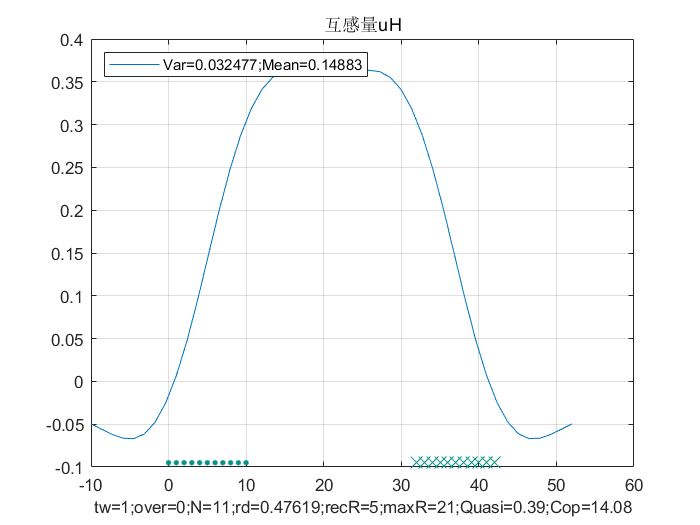 互感量uH
Var=0.032477;Mean=0.14883
0.4
0.35
0.3
0.25
0.2
0.15
0.1
0.05
0
-0.05
-0.1
-10 0 10 20 30 40 50 60
tw=1;over=0;N=11;rd=0.47619;recR=5;maxR=21;Quasi=0.39;Cop=14.08